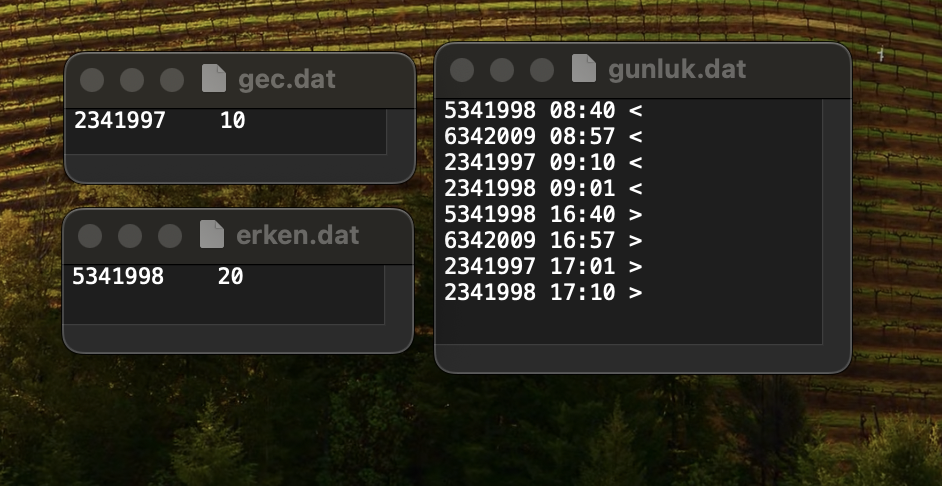 gec.dat
2341997    10
erken.dat
5341998    20
gunluk.dat
5341998 08:40 <
6342009 08:57 <
2341997 09:10 <
2341998 09:01 <
5341998 16:40 >
6342009 16:57 >
2341997 17:01 >
2341998 17:10 >